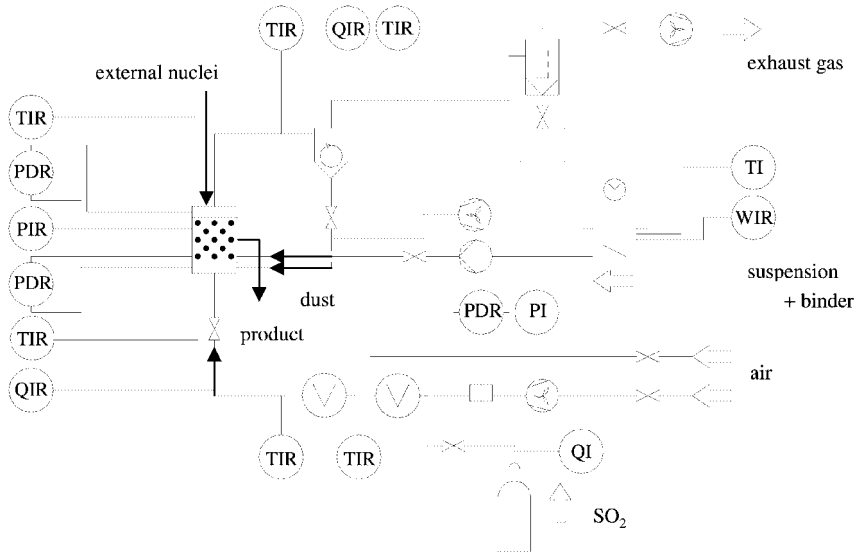 TIR QIR TIR
exhaust gas
external nuclei
TIR
PDR
TI
PIR
WIR
PDR
dust
suspension
+ binder
PDR PI
TIR
product
air
QIR
TIR TIR
QI
SO₂